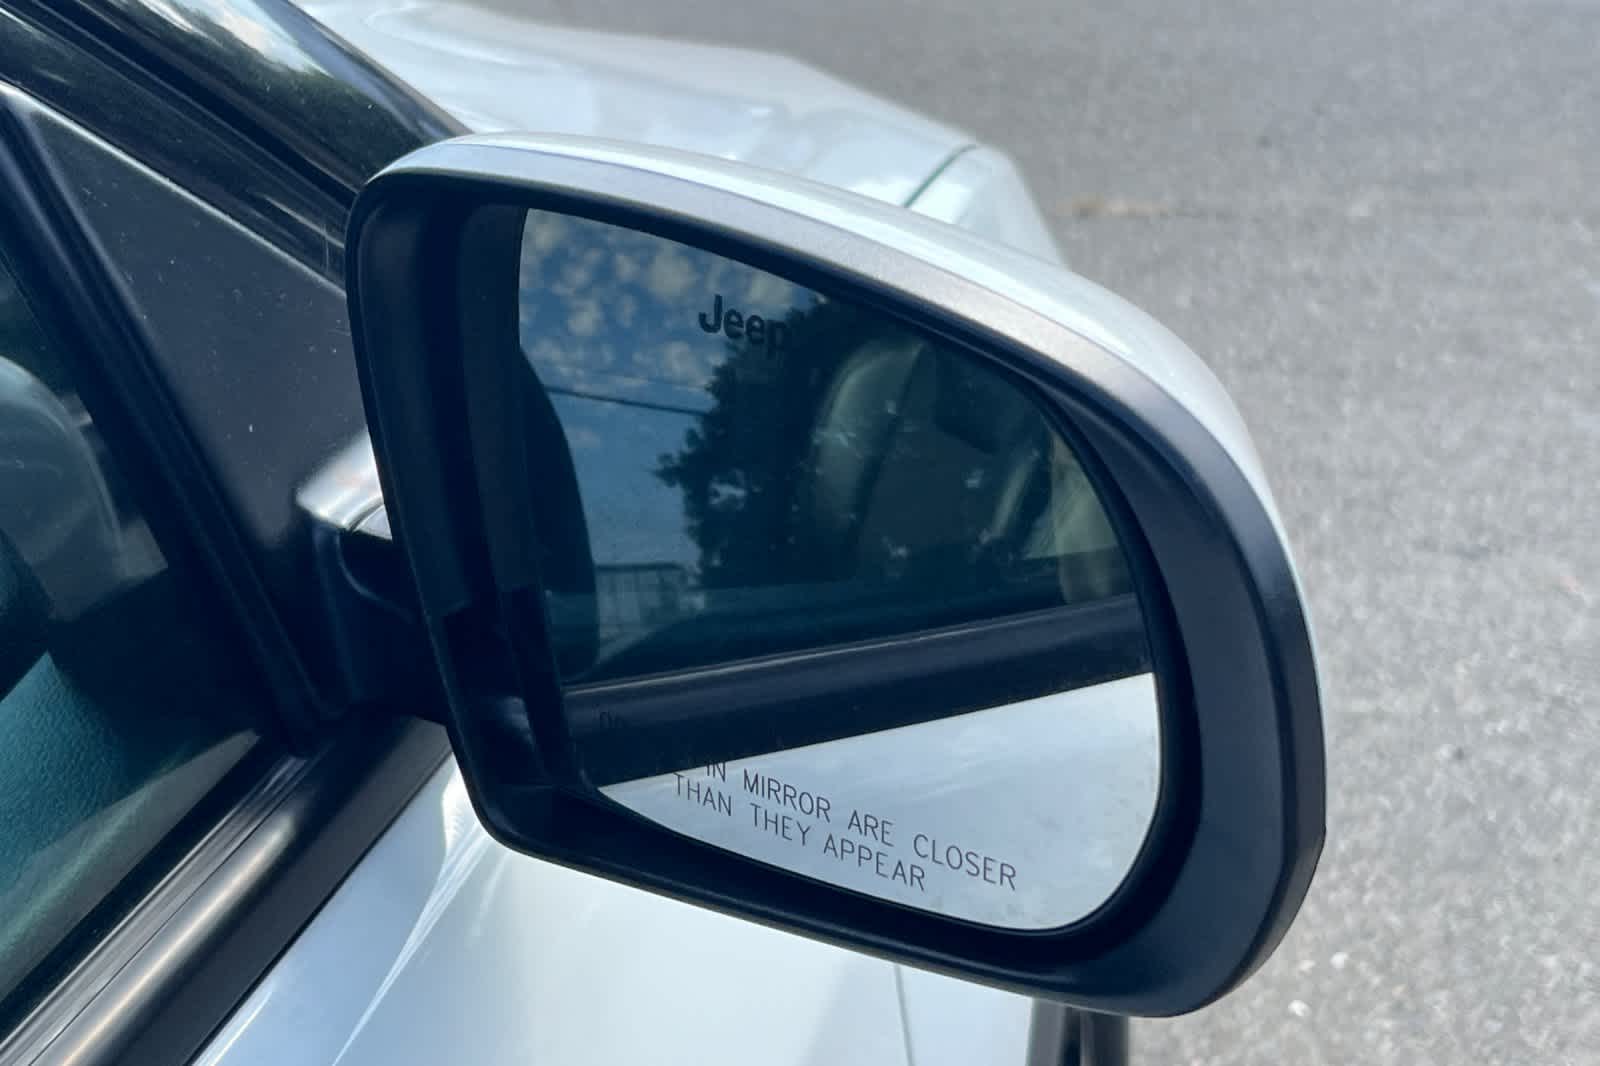 Jeep
IN MIRROR ARE CLOSER
THAN THEY APPEAR